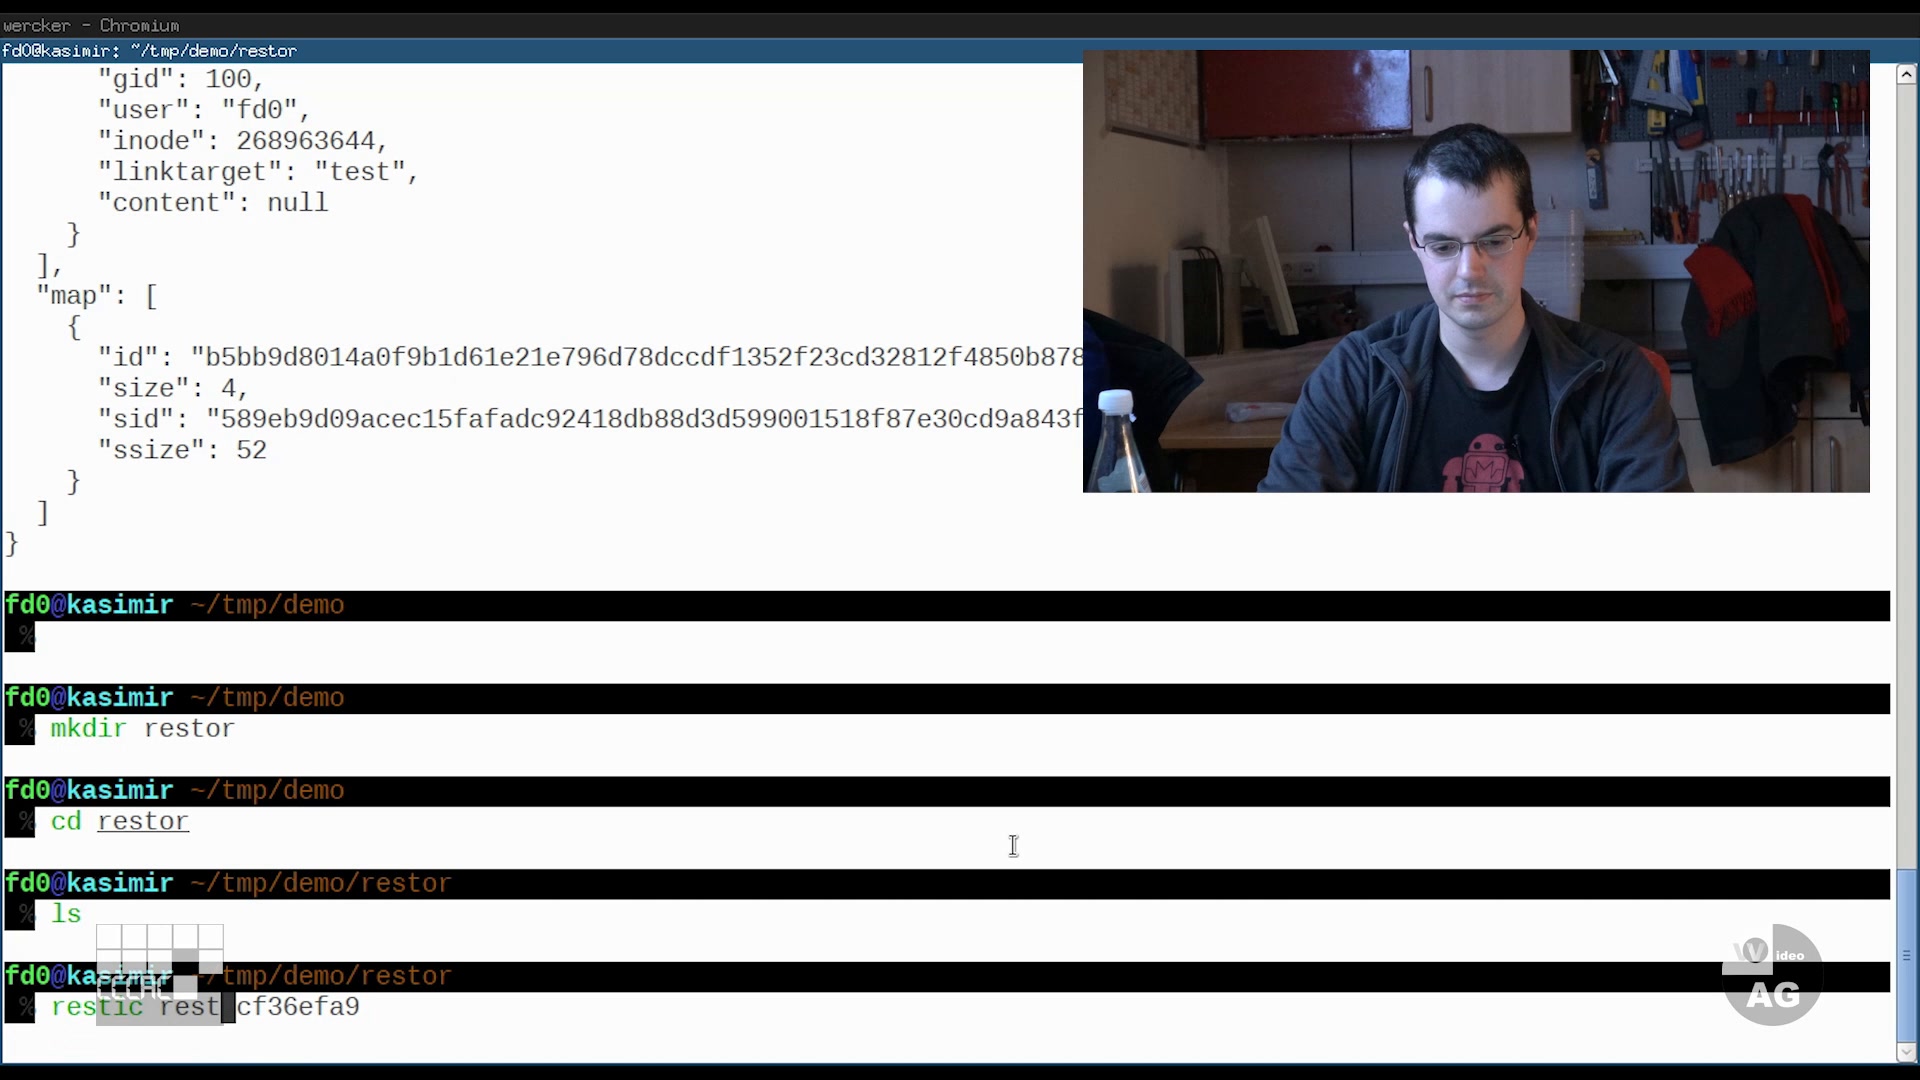 wercker - Chromium
fd0@kasimir: ~/tmp/demo/restor
"gid": 100,
"user": "fd0",
"inode": 268963644,
"linktarget": "test",
"content": null
}
],
"map": [
{
"id": "b5bb9d8014a0f9b1d61e21e796d78dccdf1352f23cd32812f4850b878
"size": 4,
"sid": "589eb9d09acec15fafadc92418db88d3d599001518f87e30cd9a843f
"ssize": 52
}
]
}
fd0@kasimir ~/tmp/demo
%
fd0@kasimir ~/tmp/demo
% mkdir restor
fd0@kasimir ~/tmp/demo
% cd restor
fd0@kasimir ~/tmp/demo/restor
% ls
fd0@kasimir ~/tmp/demo/restor
% restic rest cf36efa9
CCCAC
Video
AG